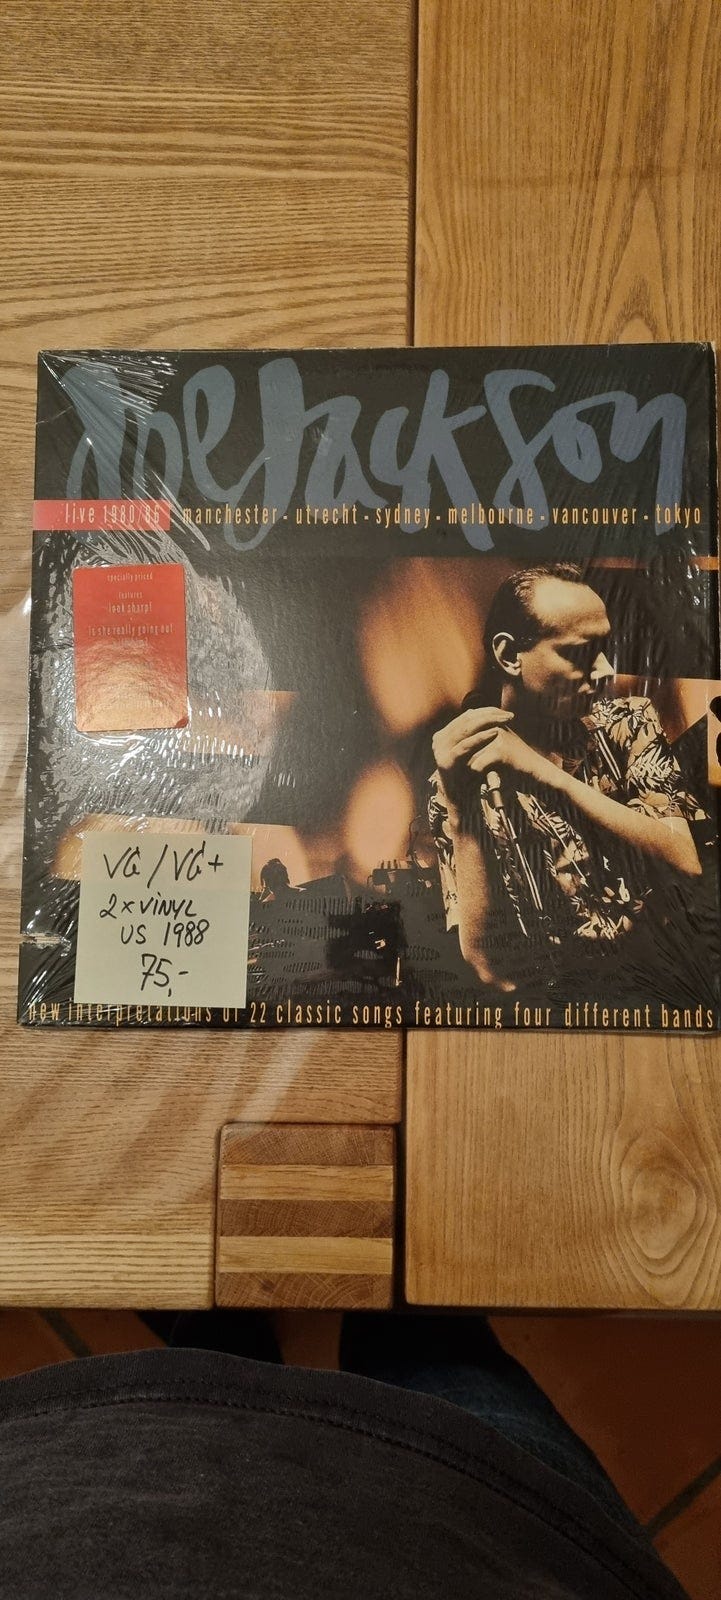 Joe Jackson
live 1980/86 manchester - utrecht - sydney - melbourne - vancouver - tokyo
specially priced
features
look sharp!
is she really going out
VG / VG+
2 x VINYL
US 1988
75,-
new interpretations of 22 classic songs featuring four different bands